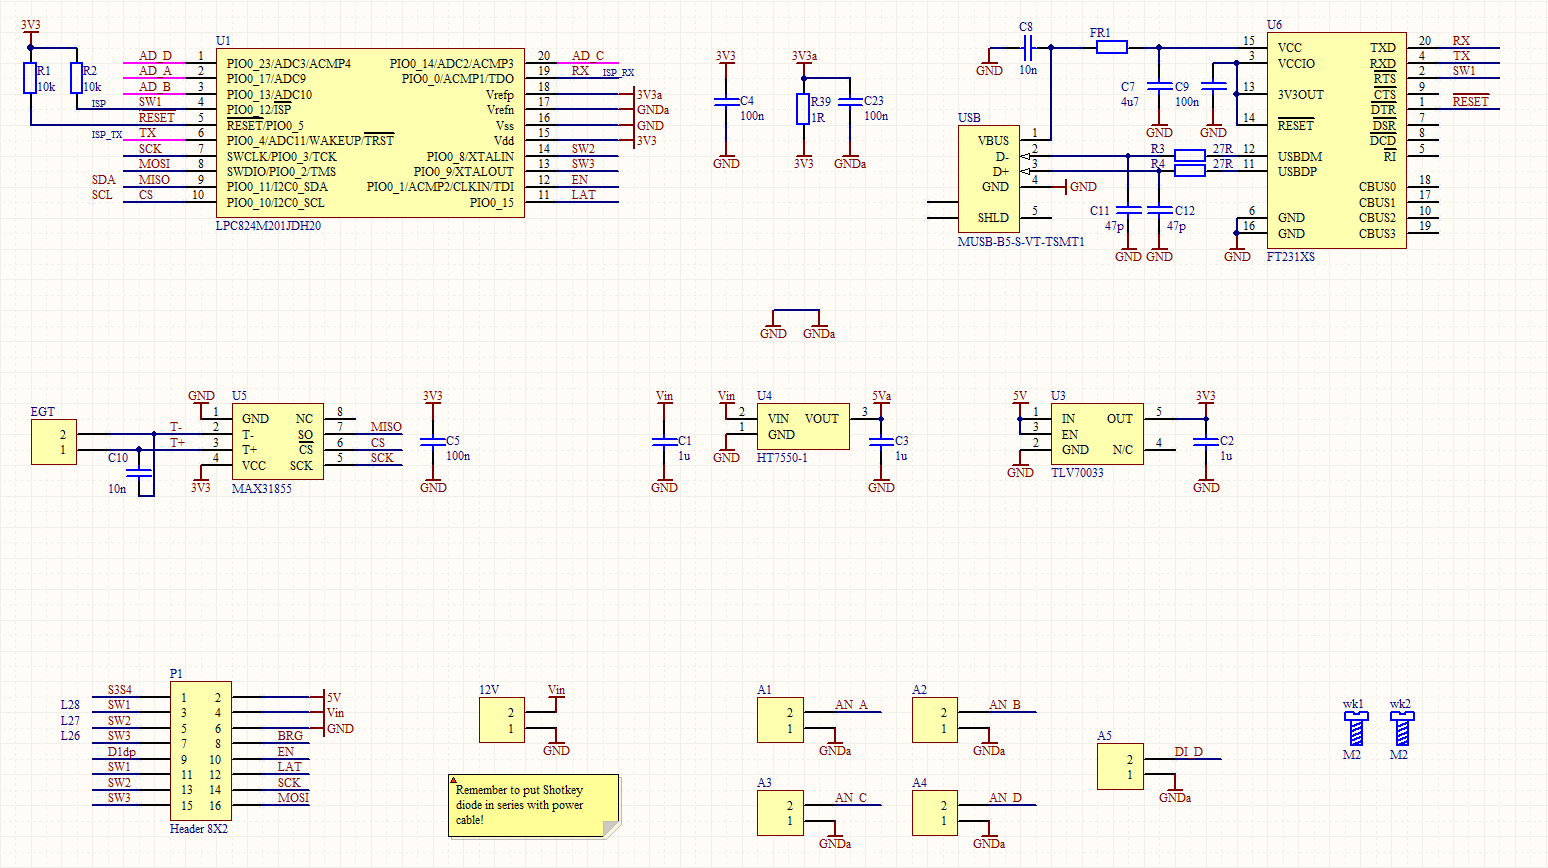 3V3
R1
10k
R2
10k
ISP
ISP_TX
SDA
SCL
U1
AD_D 1 PIO0_23/ADC3/ACMP4
AD_A 2 PIO0_17/ADC9
AD_B 3 PIO0_13/ADC10
SW1 4 PIO0_12/ISP
RESET 5 RESET/PIO0_5
TX 6 PIO0_4/ADC11/WAKEUP/TRST
SCK 7 SWCLK/PIO0_3/TCK
MOSI 8 SWDIO/PIO0_2/TMS
MISO 9 PIO0_11/I2C0_SDA
CS 10 PIO0_10/I2C0_SCL
PIO0_14/ADC2/ACMP3 20 AD_C
PIO0_0/ACMP1/TDO 19 RX ISP_RX
Vrefp 18 3V3a
Vrefn 17 GNDa
Vss 16 GND
Vdd 15 3V3
PIO0_8/XTALIN 14 SW2
PIO0_9/XTALOUT 13 SW3
PIO0_1/ACMP2/CLKIN/TDI 12 EN
PIO0_15 11 LAT
LPC824M201JDH20
3V3
C4
100n
GND
3V3a
R39
1R
3V3
C23
100n
GNDa
USB
VBUS 1
D- 2
D+ 3
GND 4 GND
SHLD 5
MUSB-B5-S-VT-TSMT1
C8
10n
GND
FR1
C7
4u7
GND
C9
100n
GND
R3 27R
R4 27R
C11
47p
GND
C12
47p
GND
GND
U6
15 VCC
3 VCCIO
13 3V3OUT
14 RESET
12 USBDM
11 USBDP
6 GND
16 GND
TXD 20 RX
RXD 4 TX
RTS 2 SW1
CTS 9
DTR 1 RESET
DSR 7
DCD 8
RI 5
CBUS0 18
CBUS1 17
CBUS2 10
CBUS3 19
FT231XS
GND GNDa
EGT
2
1
T-
T+
C10
10n
GND
3V3
U5
1 GND
2 T-
3 T+
4 VCC
NC 8
SO 7 MISO
CS 6 CS
SCK 5 SCK
MAX31855
3V3
C5
100n
GND
Vin
C1
1u
GND
Vin
U4
2 VIN VOUT 3
1 GND
GND
HT7550-1
5Va
C3
1u
GND
5V
U3
1 IN OUT 5
3 EN
2 GND N/C 4
GND
TLV70033
3V3
C2
1u
GND
P1
S3S4 1 2 5V
L28 SW1 3 4 Vin
L27 SW2 5 6 GND
L26 SW3 7 8 BRG
D1dp 9 10 EN
SW1 11 12 LAT
SW2 13 14 SCK
SW3 15 16 MOSI
Header 8X2
12V
2 Vin
1 GND
Remember to put Shotkey
diode in series with power
cable!
A1
2 AN_A
1 GNDa
A2
2 AN_B
1 GNDa
A3
2 AN_C
1 GNDa
A4
2 AN_D
1 GNDa
A5
2 DI_D
1 GNDa
wk1
M2
wk2
M2